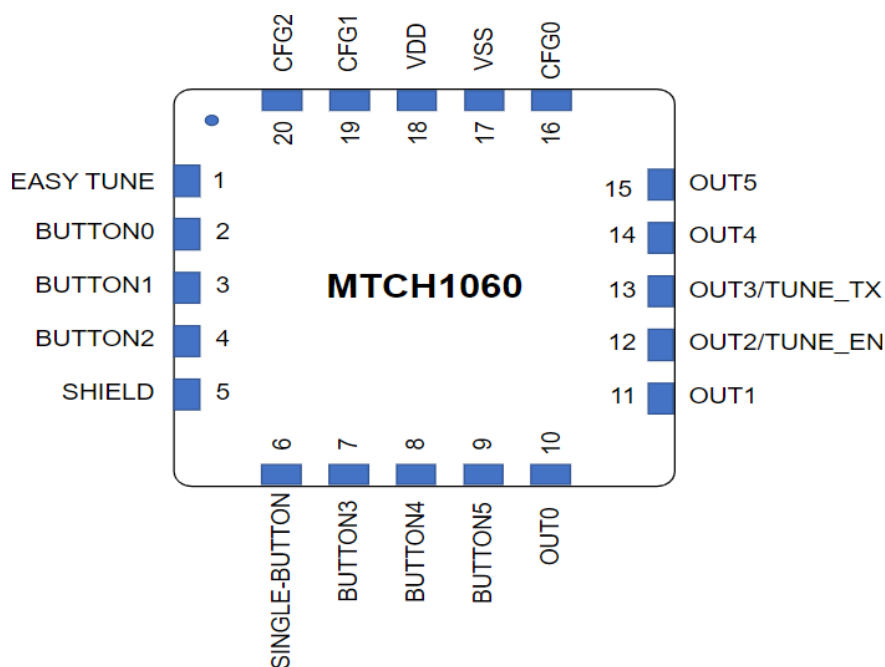 CFG2 CFG1 VDD VSS CFG0
20 19 18 17 16
EASY TUNE 1 15 OUT5
BUTTON0 2 14 OUT4
BUTTON1 3 MTCH1060 13 OUT3/TUNE_TX
BUTTON2 4 12 OUT2/TUNE_EN
SHIELD 5 11 OUT1
6 7 8 9 10
SINGLE-BUTTON BUTTON3 BUTTON4 BUTTON5 OUT0